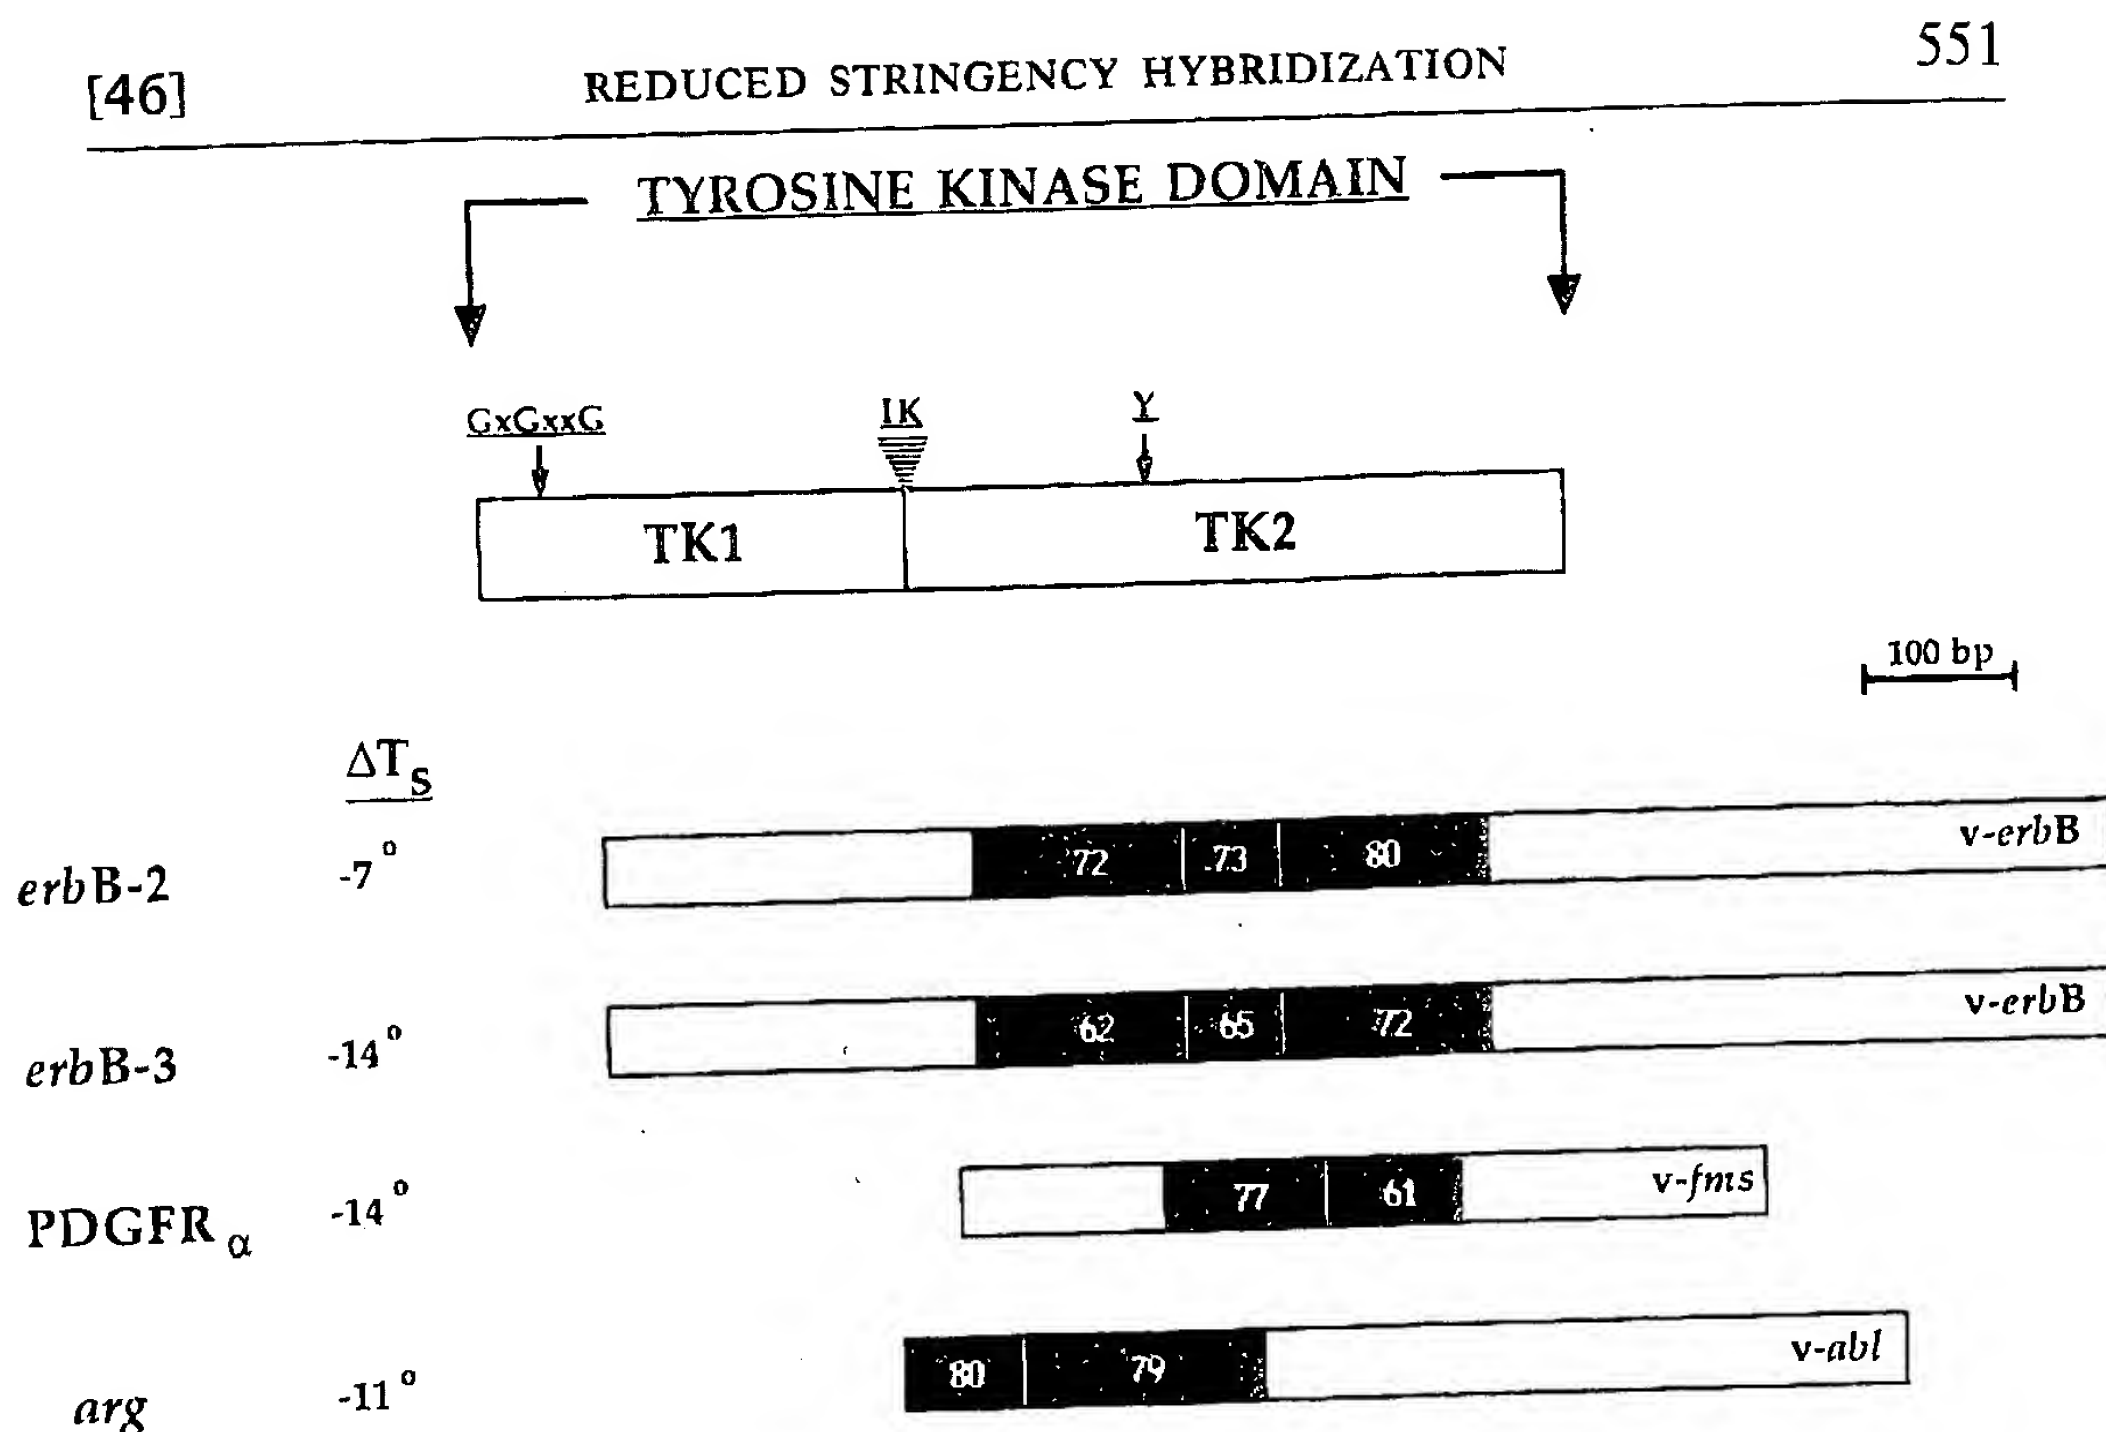 [46] REDUCED STRINGENCY HYBRIDIZATION 551
TYROSINE KINASE DOMAIN
GxGxxG IK Y
TK1 TK2
100 bp
ΔTS
erbB-2 -7° 72 73 80 v-erbB
erbB-3 -14° 62 65 72 v-erbB
PDGFR α -14° 77 61 v-fms
arg -11° 80 79 v-abl